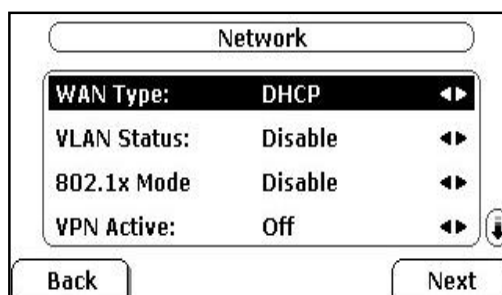 Network
WAN Type: DHCP
VLAN Status: Disable
802.1x Mode Disable
VPN Active: Off
Back Next